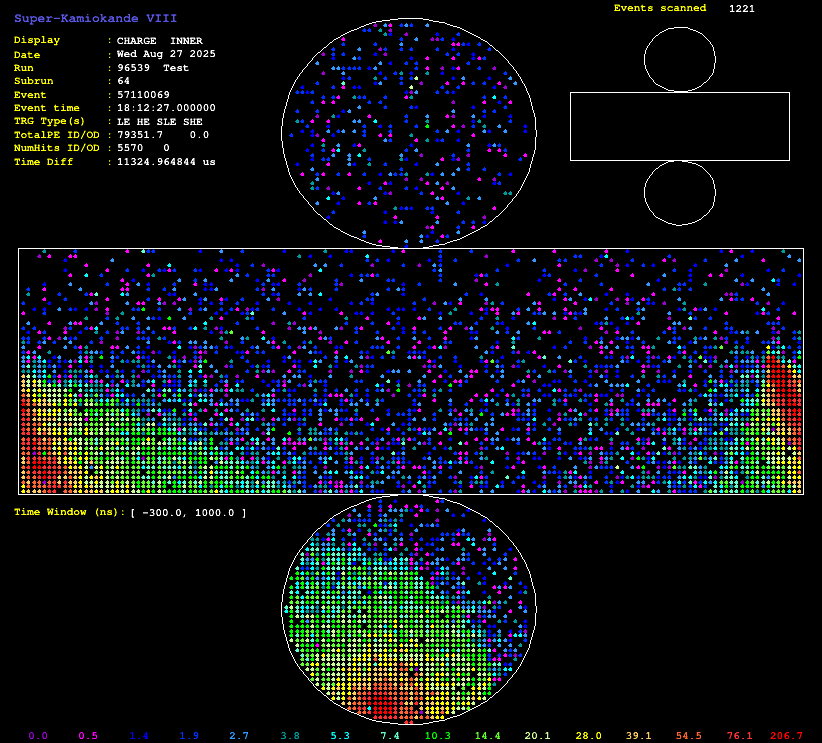 Super-Kamiokande VIII
Events scanned 1221
Display : CHARGE INNER
Date : Wed Aug 27 2025
Run : 96539 Test
Subrun : 64
Event : 57110069
Event time : 18:12:27.000000
TRG Type(s) : LE HE SLE SHE
TotalPE ID/OD : 79351.7 0.0
NumHits ID/OD : 5570 0
Time Diff : 11324.964844 us
Time Window (ns): [ -300.0, 1000.0 ]
0.0 0.5 1.4 1.9 2.7 3.8 5.3 7.4 10.3 14.4 20.1 28.0 39.1 54.5 76.1 206.7